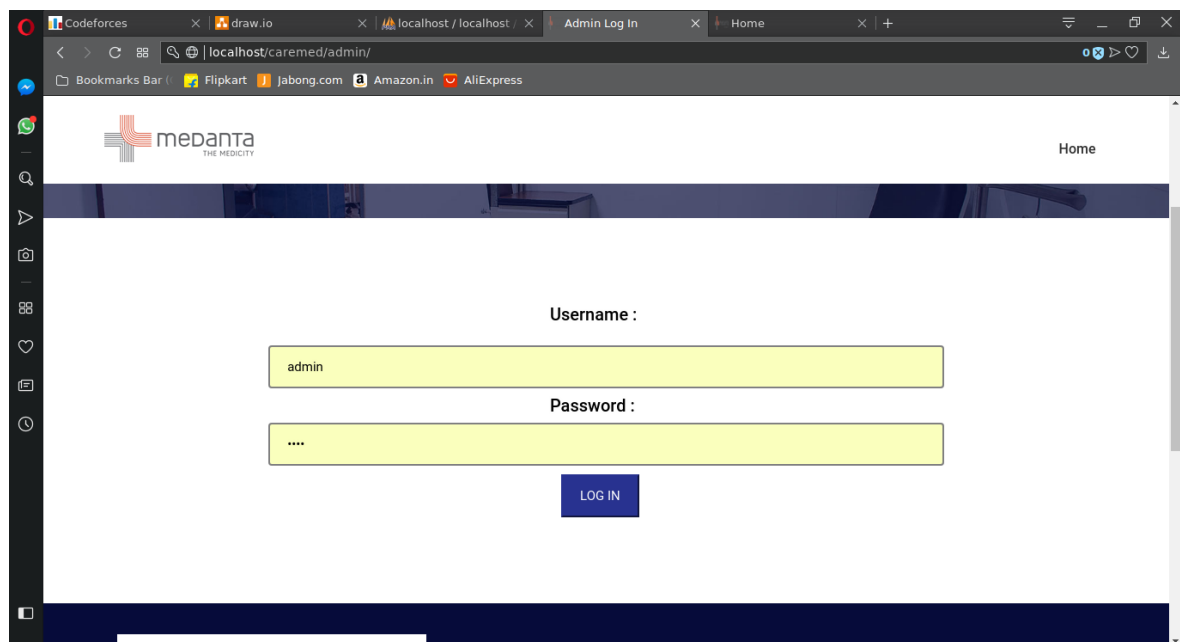 Codeforces draw.io localhost / localhost / Admin Log In Home
localhost/caremed/admin/ 0
Bookmarks Bar ( Flipkart Jabong.com a Amazon.in AliExpress
medanta
THE MEDICITY
Home
Username :
admin
Password :
••••
LOG IN